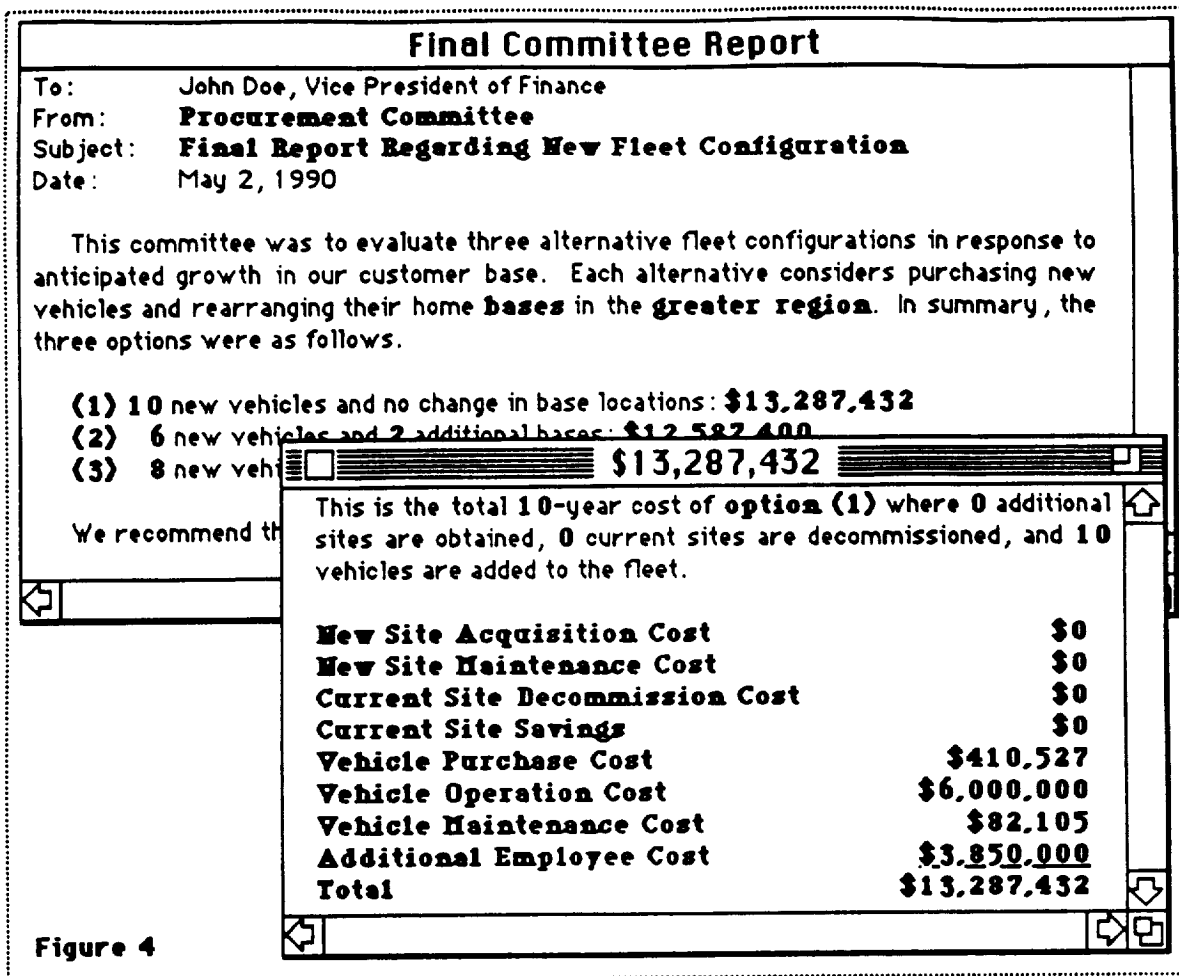 Final Committee Report
To: John Doe, Vice President of Finance
From: Procurement Committee
Subject: Final Report Regarding New Fleet Configuration
Date: May 2, 1990
This committee was to evaluate three alternative fleet configurations in response to
anticipated growth in our customer base. Each alternative considers purchasing new
vehicles and rearranging their home bases in the greater region. In summary, the
three options were as follows.
(1) 10 new vehicles and no change in base locations: $13,287,432
(2) 6 new vehicles and 2 additional bases: $12,587,400
(3) 8 new vehi
We recommend th
$13,287,432
This is the total 10-year cost of option (1) where 0 additional
sites are obtained, 0 current sites are decommissioned, and 10
vehicles are added to the fleet.
New Site Acquisition Cost $0
New Site Maintenance Cost $0
Current Site Decommission Cost $0
Current Site Savings $0
Vehicle Purchase Cost $410,527
Vehicle Operation Cost $6,000,000
Vehicle Maintenance Cost $82,105
Additional Employee Cost $3,850,000
Total $13,287,432
Figure 4